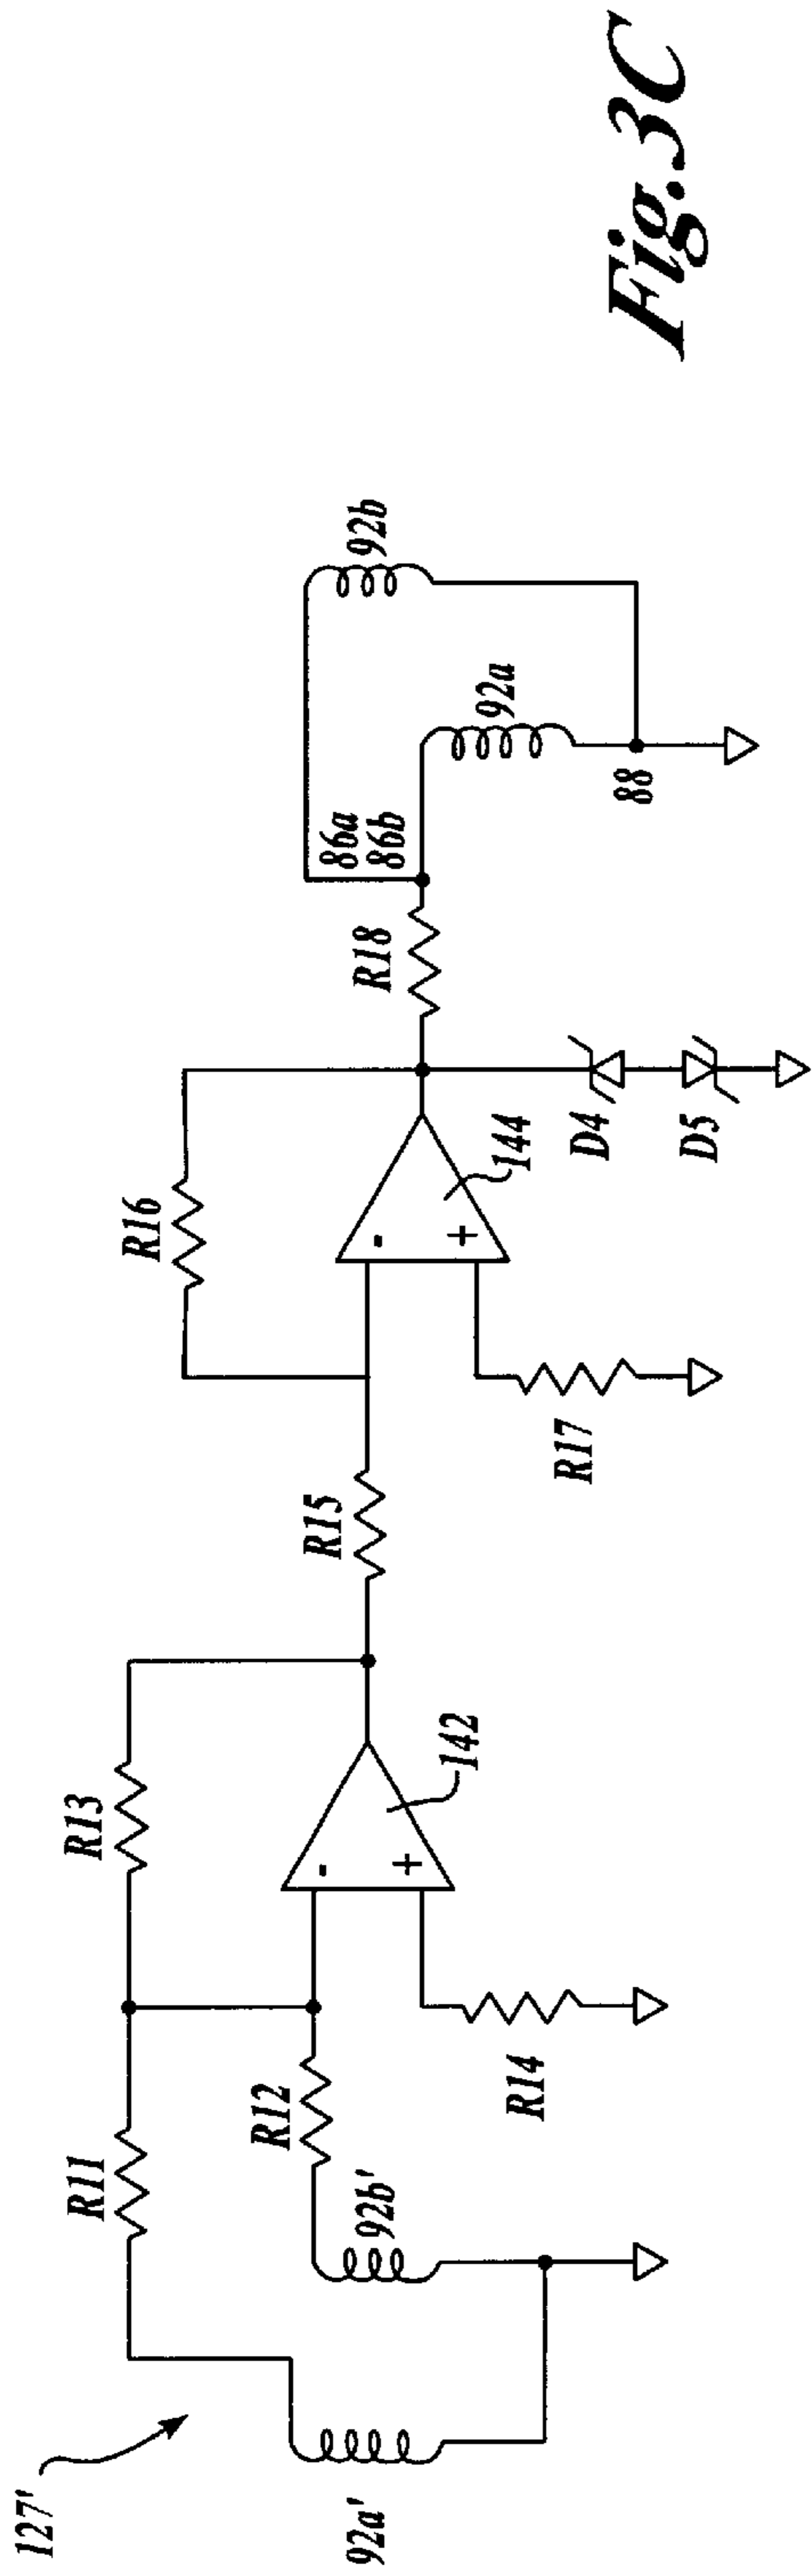 127'
92a'
R11
92b'
R12
R13
142
R14
-
+
R15
R16
144
R17
-
+
R18
D4
D5
86a
86b
92a
92b
88
Fig.3C